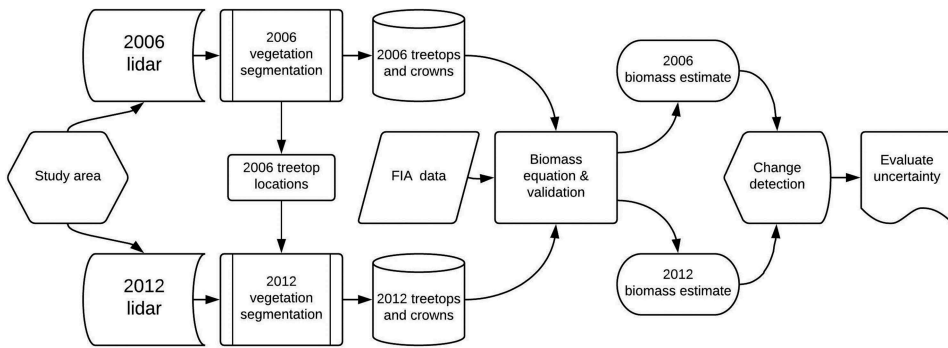 2006
lidar
2006
vegetation
segmentation
2006 treetops
and crowns
2006
biomass estimate
Study area
2006 treetop
locations
FIA data
Biomass
equation &
validation
Change
detection
Evaluate
uncertainty
2012
lidar
2012
vegetation
segmentation
2012 treetops
and crowns
2012
biomass estimate